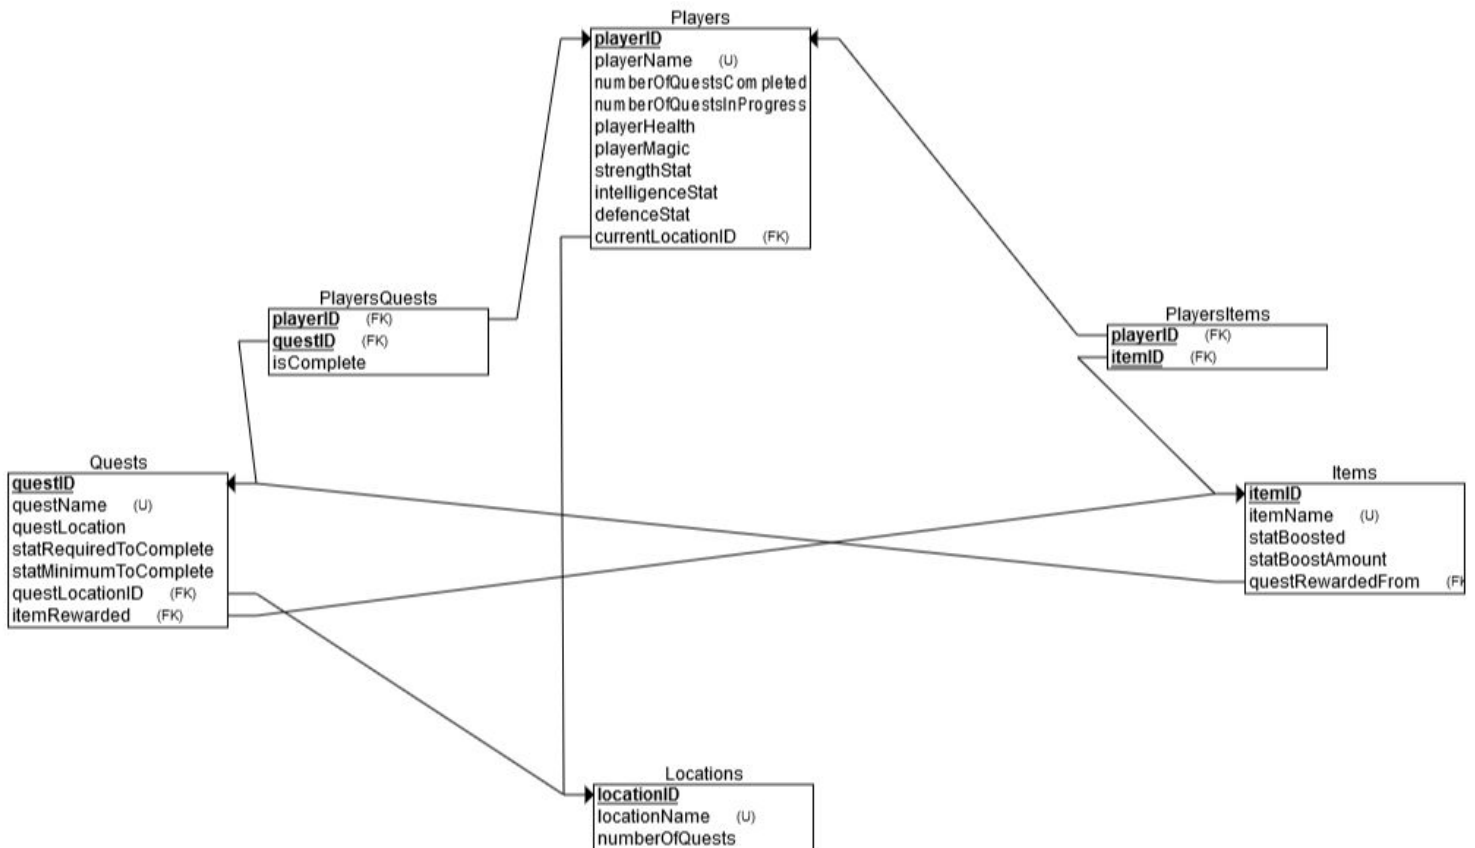 Players
playerID
playerName (U)
numberOfQuestsCompleted
numberOfQuestsInProgress
playerHealth
playerMagic
strengthStat
intelligenceStat
defenceStat
currentLocationID (FK)
PlayersQuests
playerID (FK)
questID (FK)
isComplete
PlayersItems
playerID (FK)
itemID (FK)
Quests
questID
questName (U)
questLocation
statRequiredToComplete
statMinimumToComplete
questLocationID (FK)
itemRewarded (FK)
Items
itemID
itemName (U)
statBoosted
statBoostAmount
questRewardedFrom (FK
Locations
locationID
locationName (U)
numberOfQuests